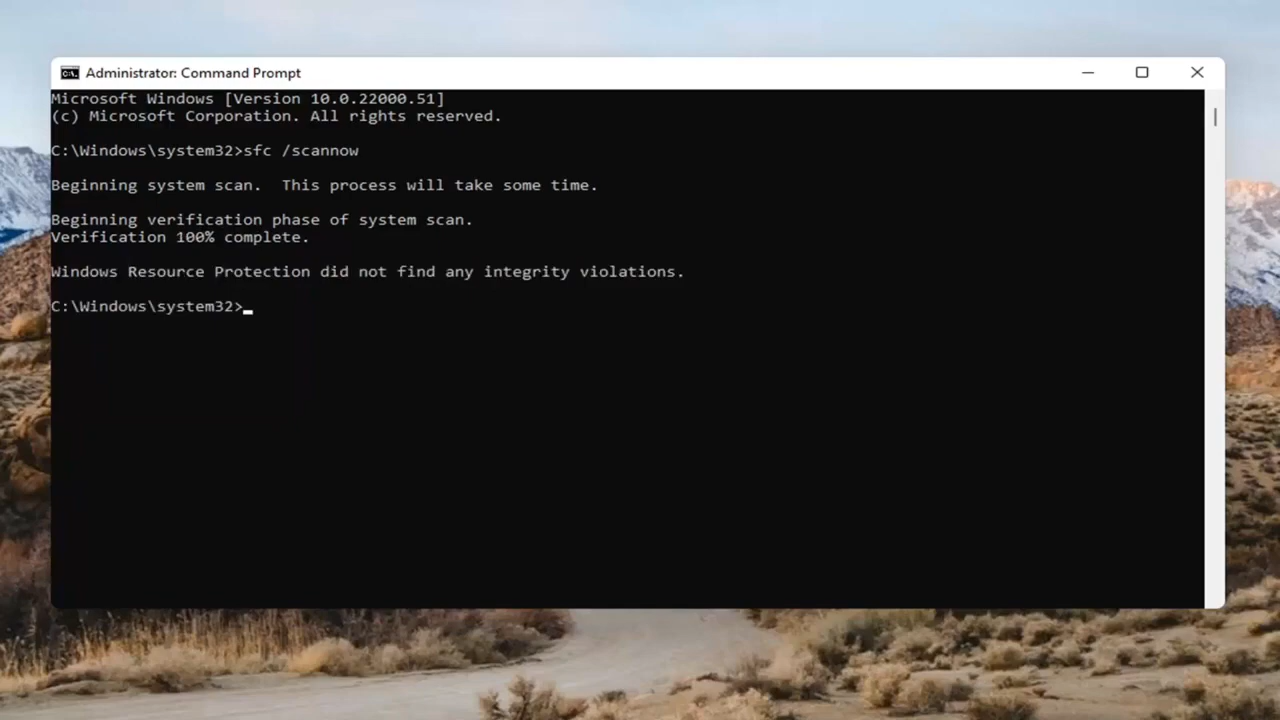 Administrator: Command Prompt
Microsoft Windows [Version 10.0.22000.51]
(c) Microsoft Corporation. All rights reserved.
C:\Windows\system32>sfc /scannow
Beginning system scan.  This process will take some time.
Beginning verification phase of system scan.
Verification 100% complete.
Windows Resource Protection did not find any integrity violations.
C:\Windows\system32>